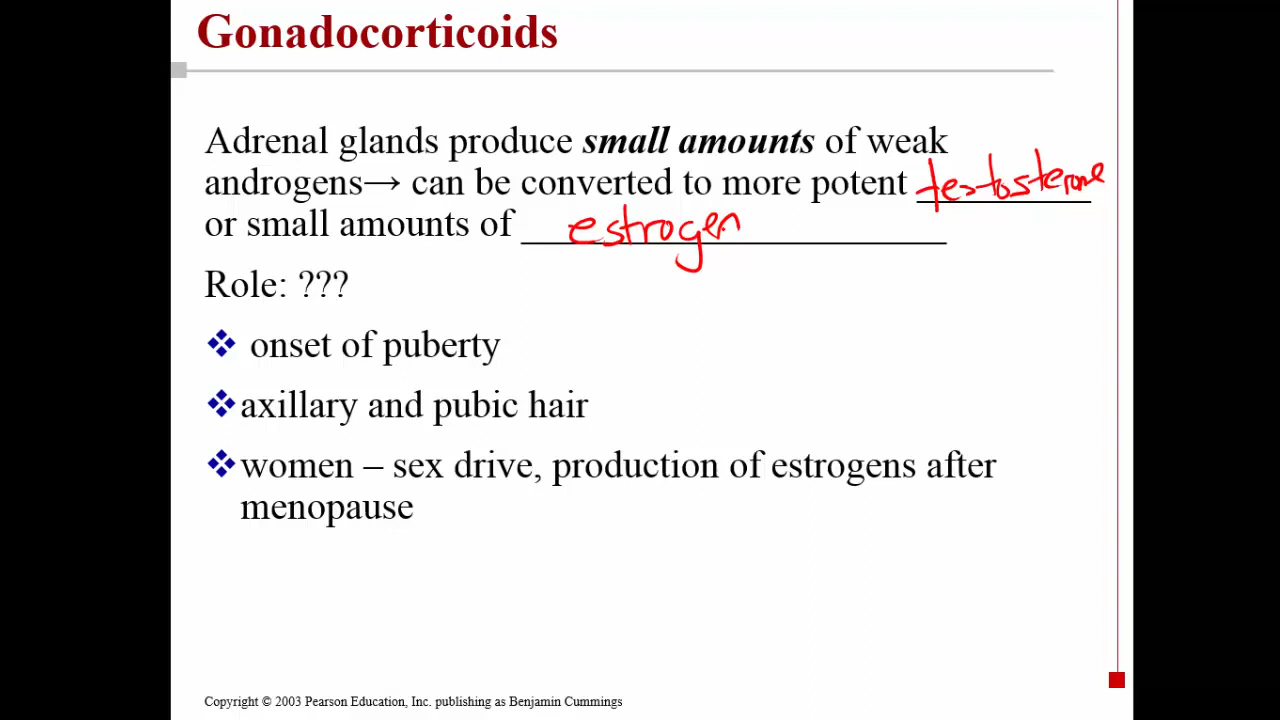 Gonadocorticoids
Adrenal glands produce small amounts of weak
androgens→ can be converted to more potent testosterone
or small amounts of estrogen
Role: ???
❖ onset of puberty
❖axillary and pubic hair
❖women – sex drive, production of estrogens after
menopause
Copyright © 2003 Pearson Education, Inc. publishing as Benjamin Cummings